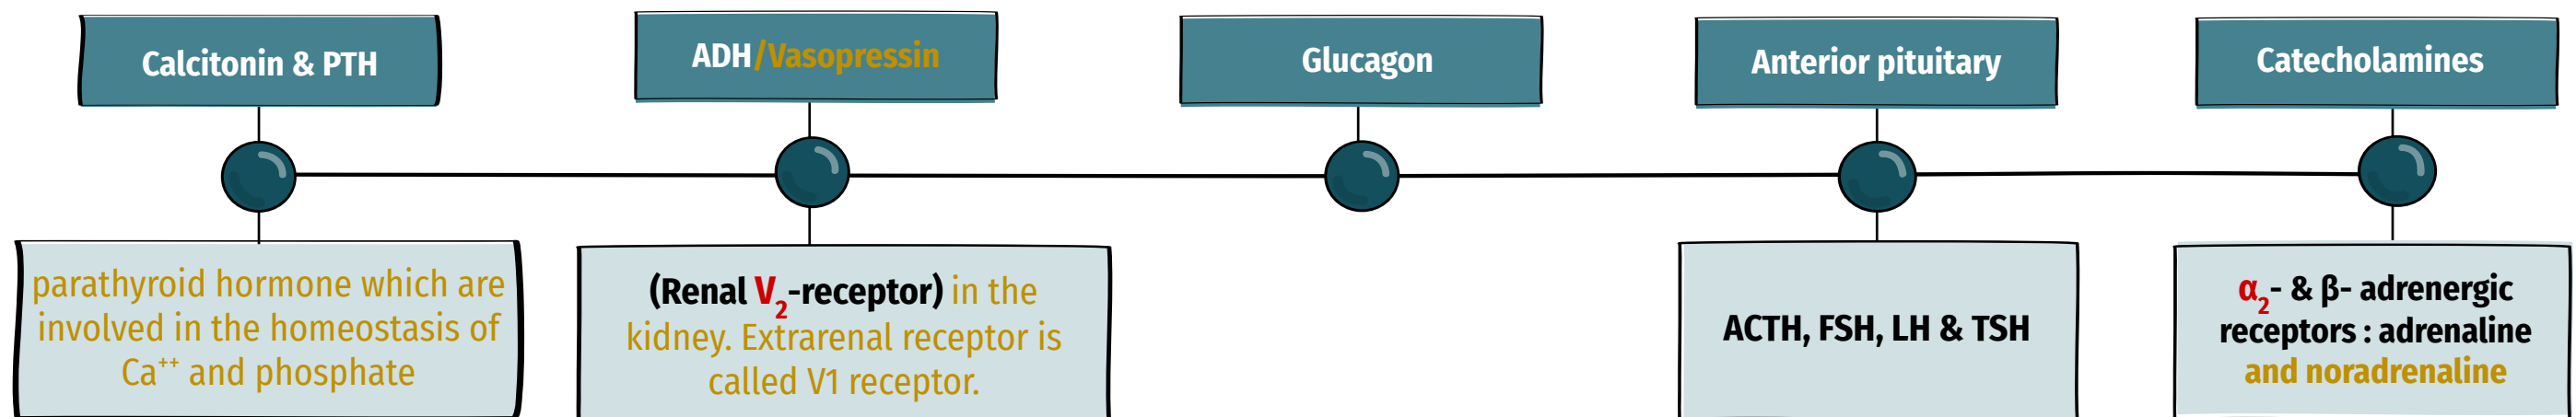 Calcitonin & PTH
ADH/Vasopressin
Glucagon
Anterior pituitary
Catecholamines
parathyroid hormone which are
involved in the homeostasis of
Ca⁺⁺ and phosphate
(Renal V₂-receptor) in the
kidney. Extrarenal receptor is
called V1 receptor.
ACTH, FSH, LH & TSH
α₂- & β- adrenergic
receptors : adrenaline
and noradrenaline